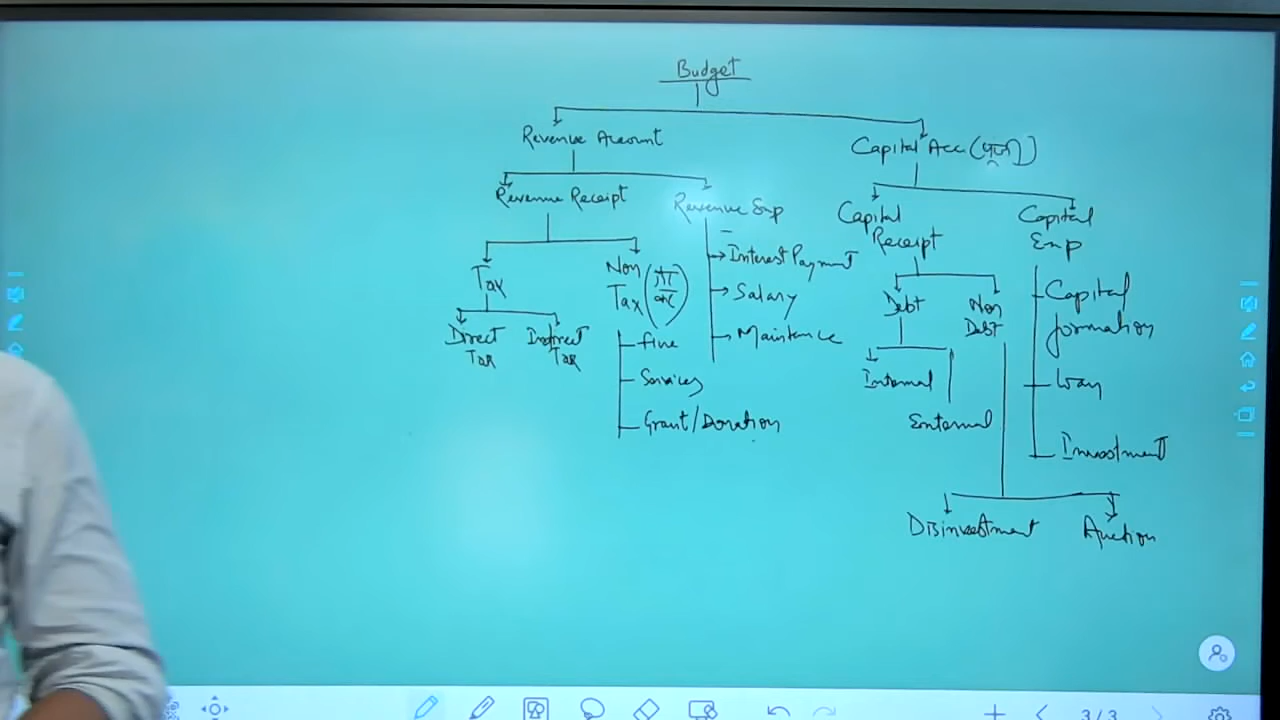 Budget
Revenue Account
Capital Acc (पूंजी)
Revenue Receipt
Revenue Exp
Capital Receipt
Capital Exp
Tax
Non Tax
Direct Tax
Indirect Tax
Fine
Services
Grant/Donation
Interest Payment
Salary
Maintence
Debt
Non Debt
Internal
External
Disinvestment
Auction
Capital formation
Loan
Investment
3/3